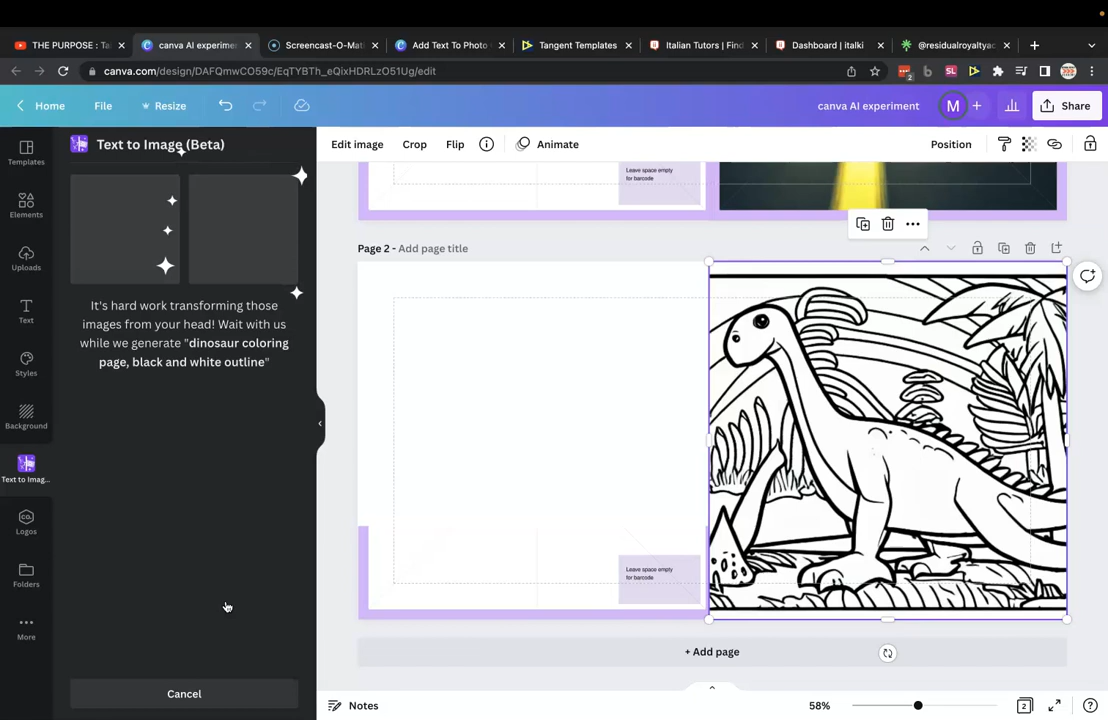 THE PURPOSE : Ta
canva AI experime
Screencast-O-Mati
Add Text To Photo
Tangent Templates
Italian Tutors | Find
Dashboard | italki
@residualroyaltyac
canva.com/design/DAFQmwCO59c/EqTYBTh_eQixHDRLzO51Ug/edit
2
SL
Home
File
Resize
canva AI experiment
M
Share
Templates
Elements
Uploads
Text
Styles
Background
Text to Imag...
CO.
Logos
Folders
More
Text to Image (Beta)
It's hard work transforming those
images from your head! Wait with us
while we generate "dinosaur coloring
page, black and white outline"
Cancel
Edit image
Crop
Flip
Animate
Position
Leave space empty
for barcode
Page 2 - Add page title
Leave space empty
for barcode
+ Add page
Notes
58%
2